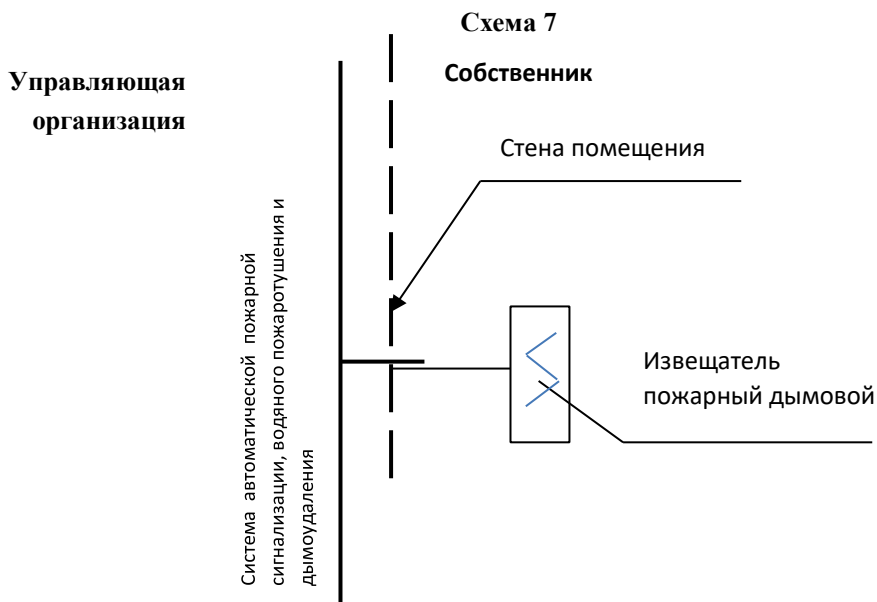 Схема 7
Управляющая
организация
Собственник
Стена помещения
Система автоматической пожарной
сигнализации, водяного пожаротушения и
дымоудаления
Извещатель
пожарный дымовой